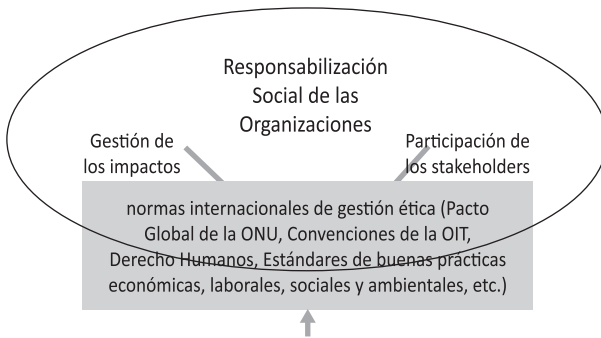 Responsabilización
Social de las
Organizaciones
Gestión de
los impactos
Participación de
los stakeholders
normas internacionales de gestión ética (Pacto
Global de la ONU, Convenciones de la OIT,
Derecho Humanos, Estándares de buenas prácticas
económicas, laborales, sociales y ambientales, etc.)